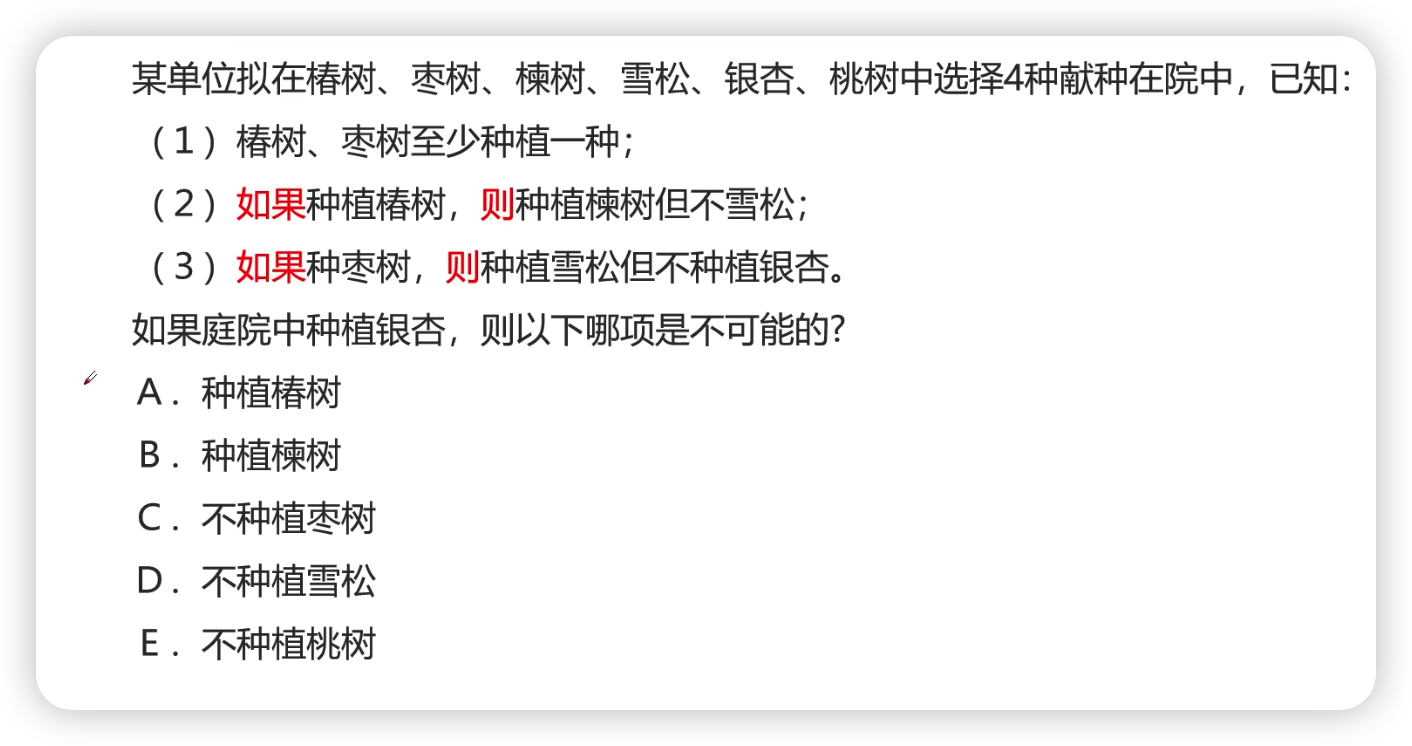 某单位拟在椿树、枣树、楝树、雪松、银杏、桃树中选择4种献种在院中，已知：
（1）椿树、枣树至少种植一种；
（2）如果种植椿树，则种植楝树但不雪松；
（3）如果种枣树，则种植雪松但不种植银杏。
如果庭院中种植银杏，则以下哪项是不可能的?
A．种植椿树
B．种植楝树
C．不种植枣树
D．不种植雪松
E．不种植桃树